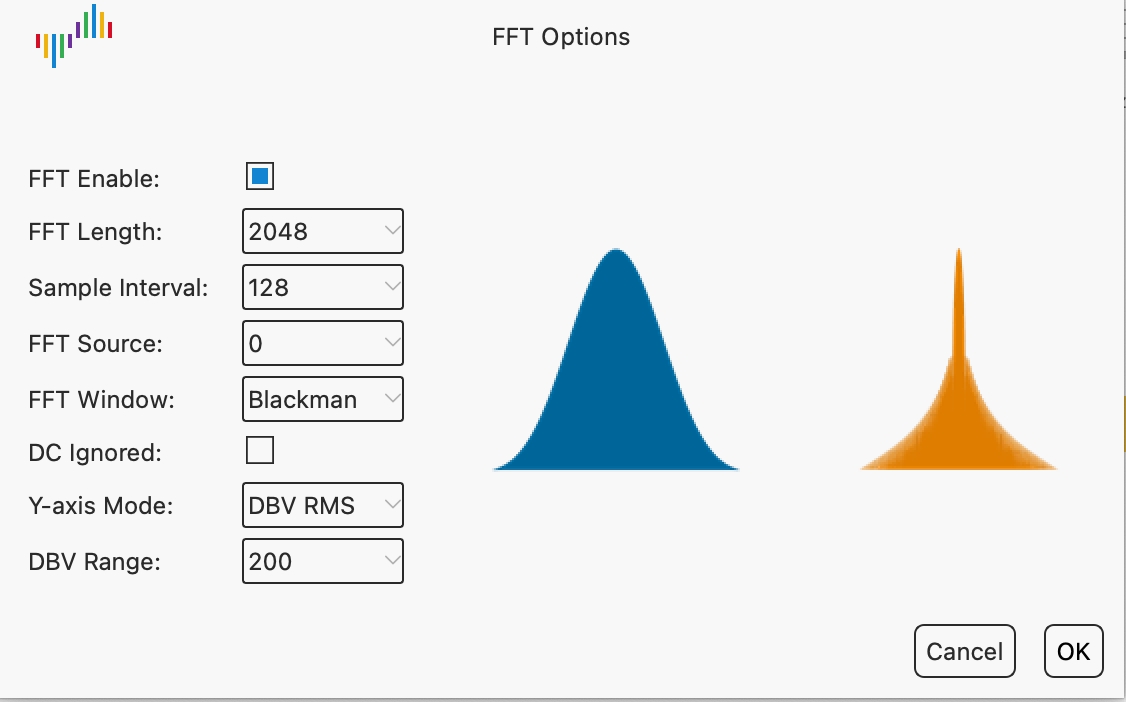 FFT Options
FFT Enable:
FFT Length: 2048
Sample Interval: 128
FFT Source: 0
FFT Window: Blackman
DC Ignored:
Y-axis Mode: DBV RMS
DBV Range: 200
Cancel OK